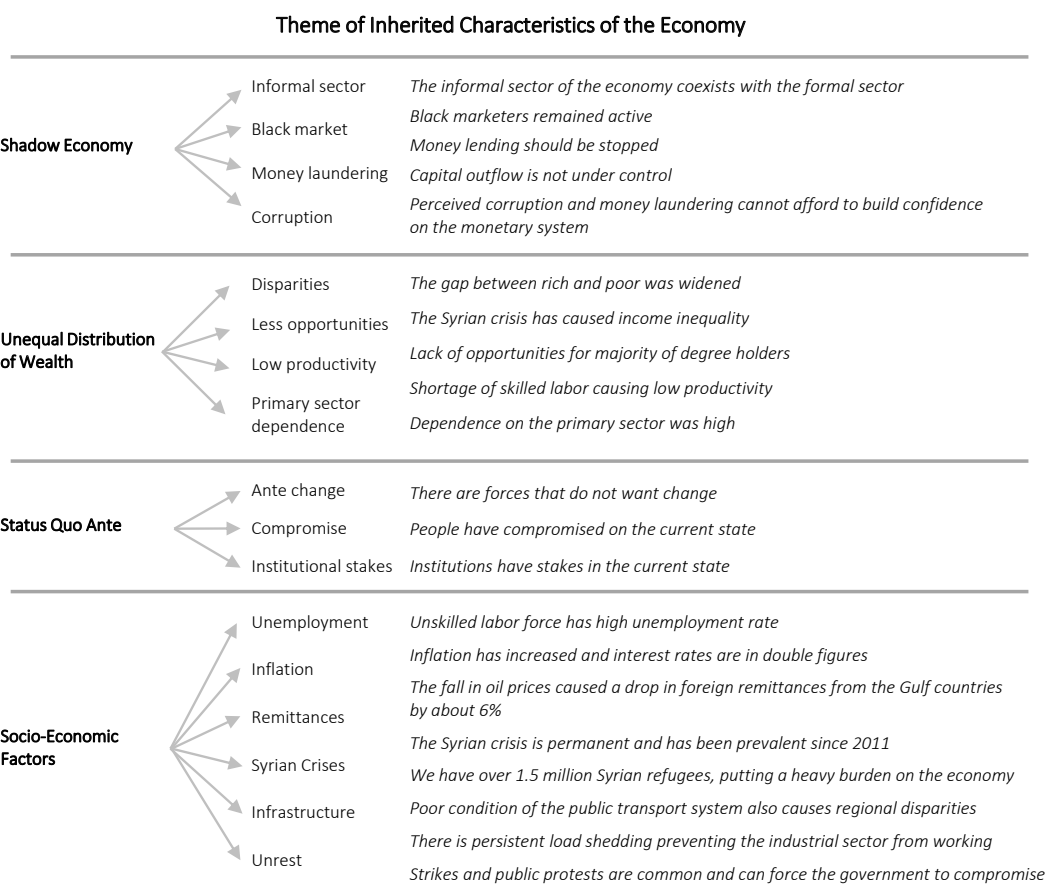 Theme of Inherited Characteristics of the Economy
Shadow Economy
Informal sector
Black market
Money laundering
Corruption
The informal sector of the economy coexists with the formal sector
Black marketers remained active
Money lending should be stopped
Capital outflow is not under control
Perceived corruption and money laundering cannot afford to build confidence
on the monetary system
Unequal Distribution
of Wealth
Disparities
Less opportunities
Low productivity
Primary sector
dependence
The gap between rich and poor was widened
The Syrian crisis has caused income inequality
Lack of opportunities for majority of degree holders
Shortage of skilled labor causing low productivity
Dependence on the primary sector was high
Status Quo Ante
Ante change
Compromise
Institutional stakes
There are forces that do not want change
People have compromised on the current state
Institutions have stakes in the current state
Socio-Economic
Factors
Unemployment
Inflation
Remittances
Syrian Crises
Infrastructure
Unrest
Unskilled labor force has high unemployment rate
Inflation has increased and interest rates are in double figures
The fall in oil prices caused a drop in foreign remittances from the Gulf countries
by about 6%
The Syrian crisis is permanent and has been prevalent since 2011
We have over 1.5 million Syrian refugees, putting a heavy burden on the economy
Poor condition of the public transport system also causes regional disparities
There is persistent load shedding preventing the industrial sector from working
Strikes and public protests are common and can force the government to compromise